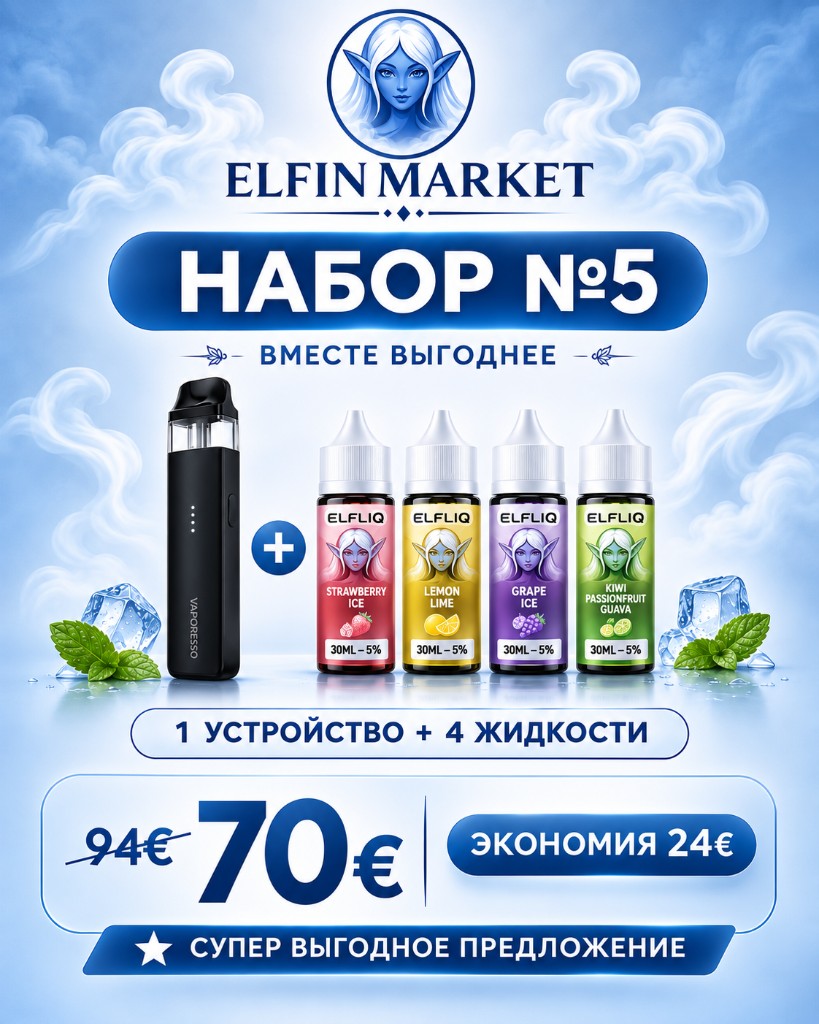 ELFIN MARKET
НАБОР №5
ВМЕСТЕ ВЫГОДНЕЕ
VAPORESSO
+
ELFLIQ
STRAWBERRY
ICE
30ML – 5%
ELFLIQ
LEMON
LIME
30ML – 5%
ELFLIQ
GRAPE
ICE
30ML – 5%
ELFLIQ
KIWI
PASSIONFRUIT
GUAVA
30ML – 5%
1 УСТРОЙСТВО + 4 ЖИДКОСТИ
94€ 70€
ЭКОНОМИЯ 24€
СУПЕР ВЫГОДНОЕ ПРЕДЛОЖЕНИЕ